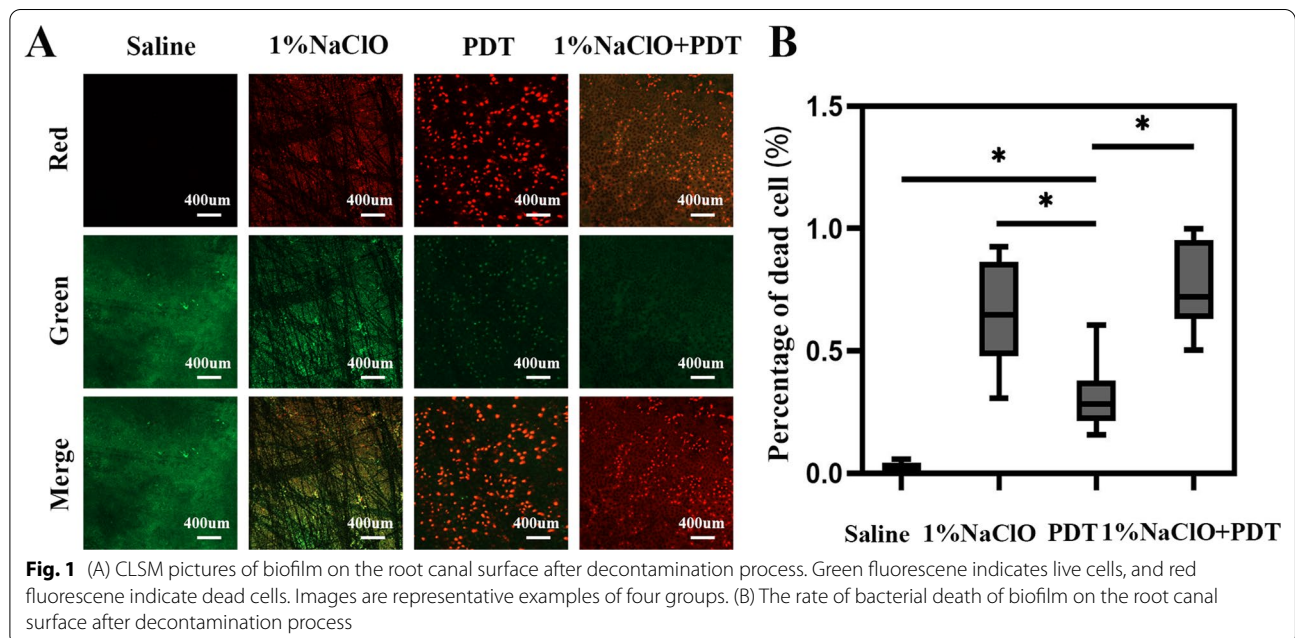 A
Saline 1%NaClO PDT 1%NaClO+PDT
Red
400um 400um 400um 400um
Green
400um 400um 400um 400um
Merge
400um 400um 400um 400um
B
Percentage of dead cell (%)
1.5
1.0
0.5
0.0
*
*
*
Saline 1%NaClO PDT 1%NaClO+PDT
Fig. 1 (A) CLSM pictures of biofilm on the root canal surface after decontamination process. Green fluorescene indicates live cells, and red
fluorescene indicate dead cells. Images are representative examples of four groups. (B) The rate of bacterial death of biofilm on the root canal
surface after decontamination process